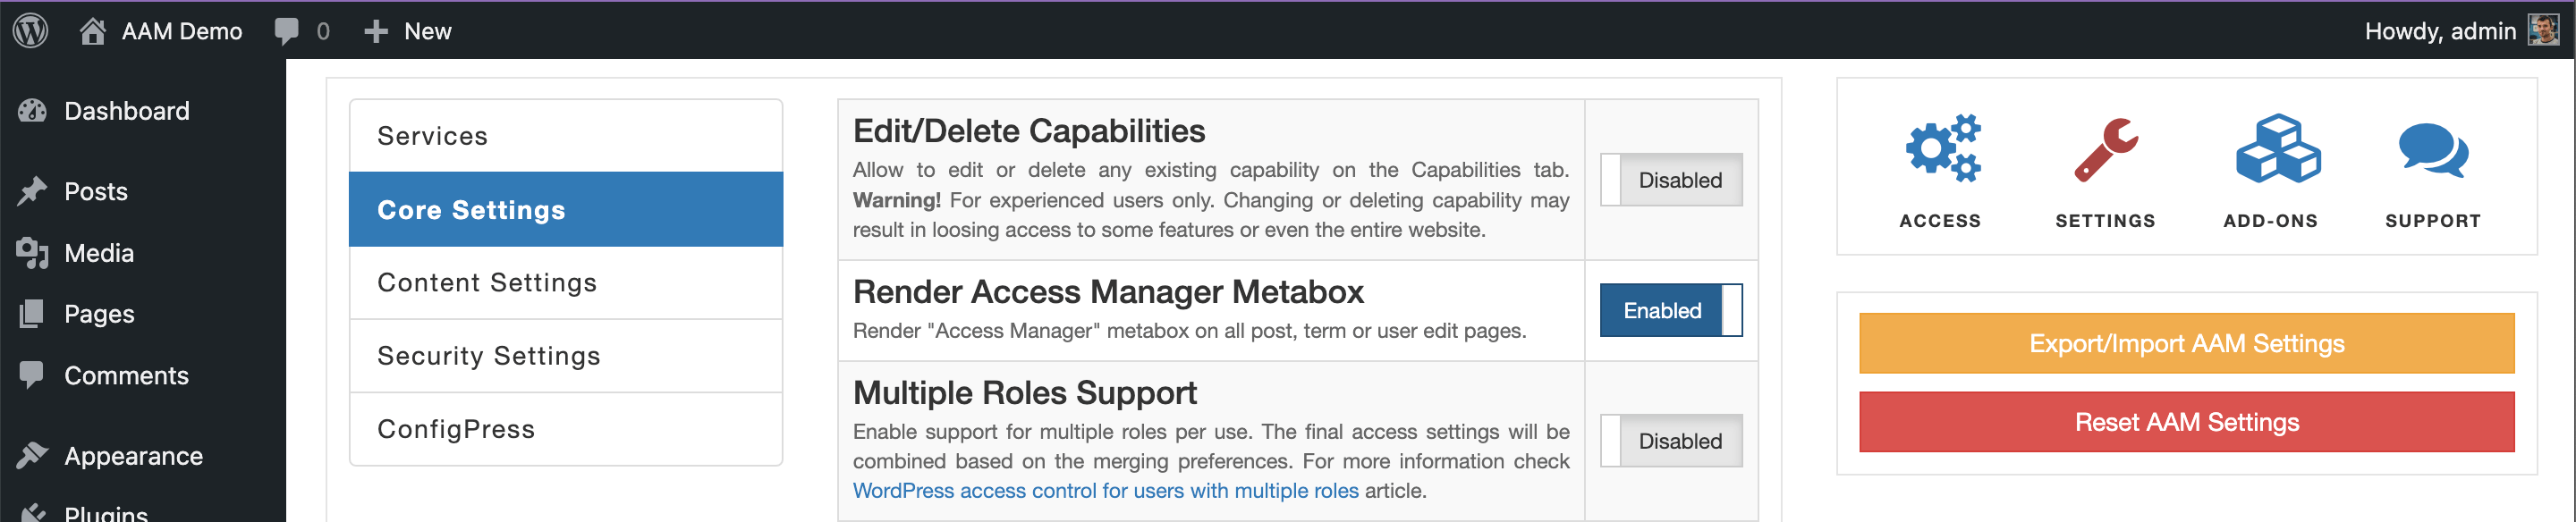 AAM Demo 0 New
Howdy, admin
Dashboard
Posts
Media
Pages
Comments
Appearance
Plugins
Services
Core Settings
Content Settings
Security Settings
ConfigPress
Edit/Delete Capabilities
Allow to edit or delete any existing capability on the Capabilities tab.
Warning! For experienced users only. Changing or deleting capability may
result in loosing access to some features or even the entire website.
Disabled
Render Access Manager Metabox
Render "Access Manager" metabox on all post, term or user edit pages.
Enabled
Multiple Roles Support
Enable support for multiple roles per use. The final access settings will be
combined based on the merging preferences. For more information check
WordPress access control for users with multiple roles article.
Disabled
ACCESS SETTINGS ADD-ONS SUPPORT
Export/Import AAM Settings
Reset AAM Settings